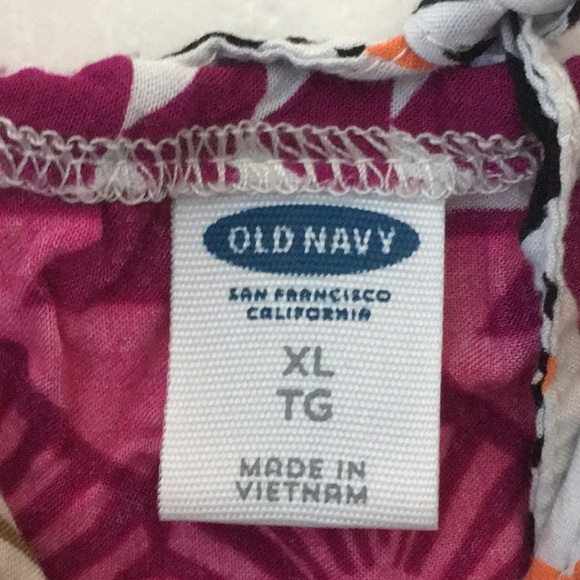 OLD NAVY
SAN FRANCISCO
CALIFORNIA
XL
TG
MADE IN
VIETNAM